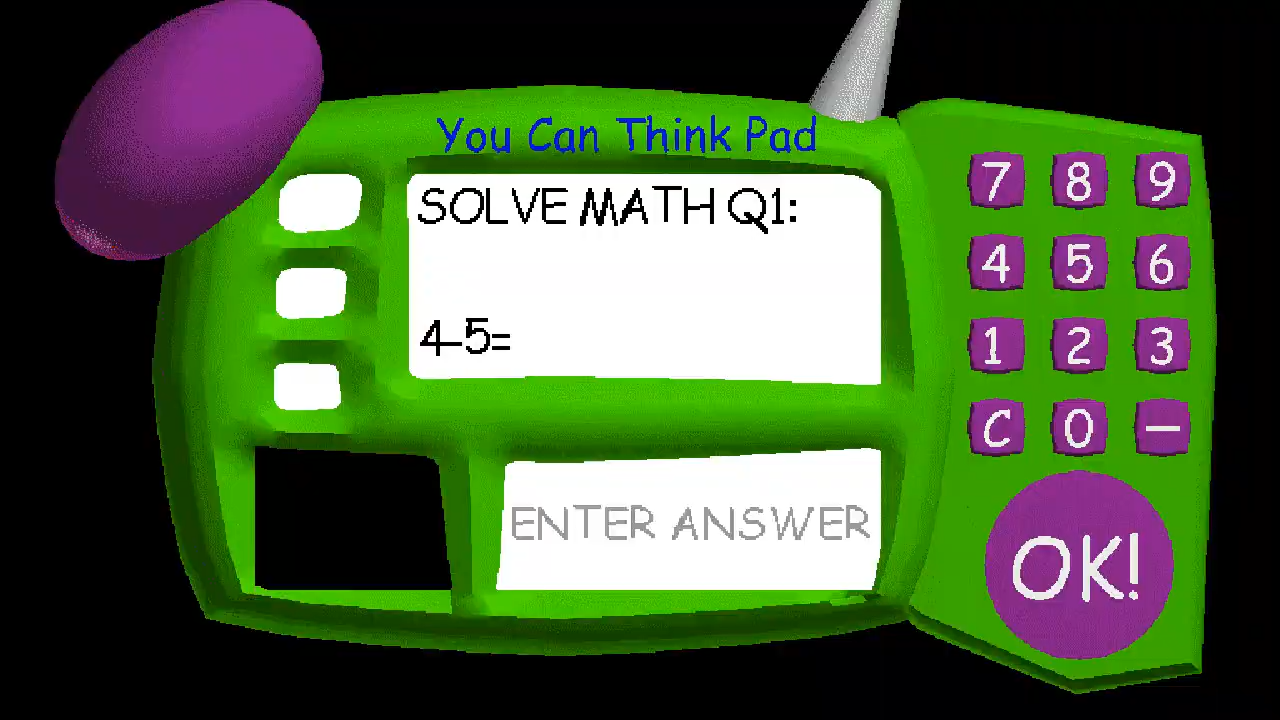 You Can Think Pad
SOLVE MATH Q1:
4-5=
ENTER ANSWER
7 8 9
4 5 6
1 2 3
C 0 -
OK!